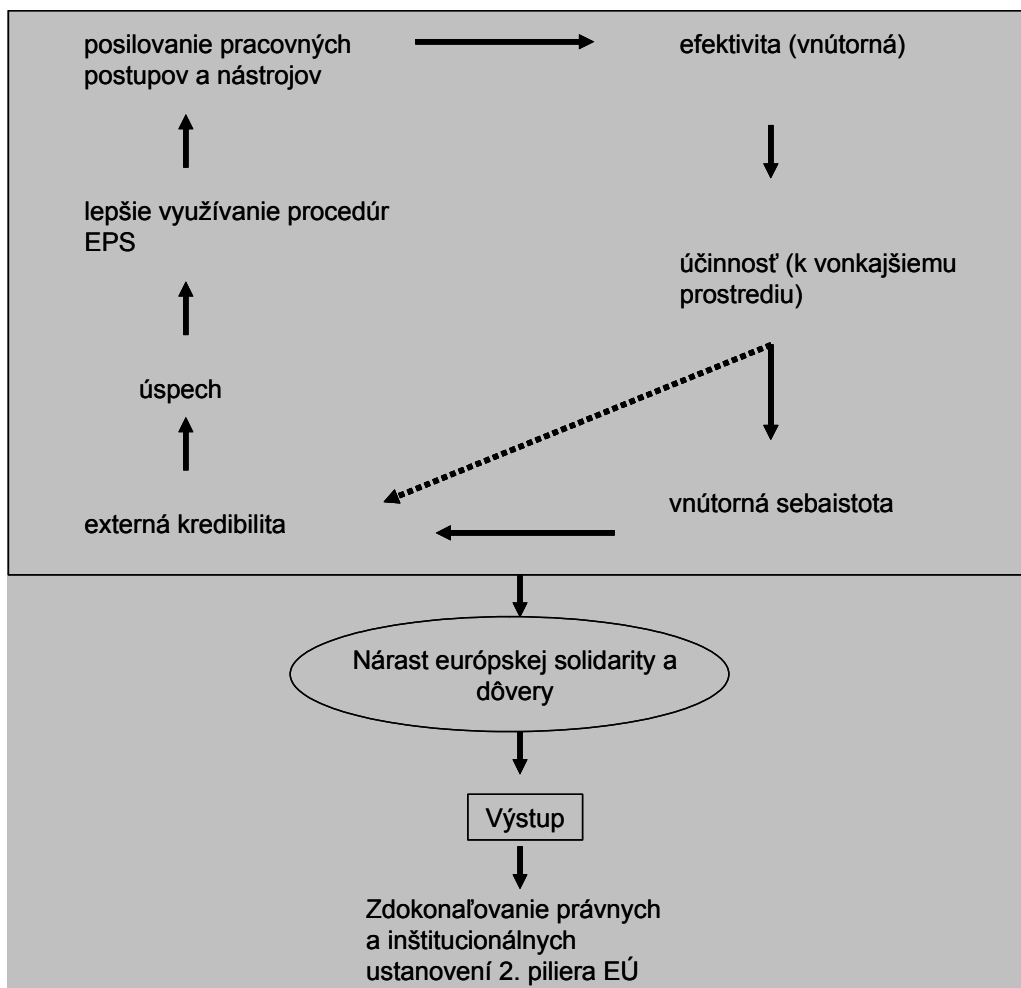 posilovanie pracovných
postupov a nástrojov
efektivita (vnútorná)
lepšie využívanie procedúr
EPS
účinnosť (k vonkajšiemu
prostrediu)
úspech
vnútorná sebaistota
externá kredibilita
Nárast európskej solidarity a
dôvery
Výstup
Zdokonaľovanie právnych
a inštitucionálnych
ustanovení 2. piliera EÚ